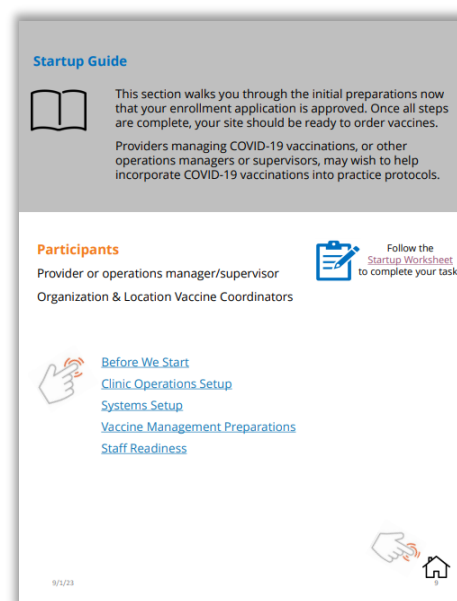 Startup Guide
This section walks you through the initial preparations now
that your enrollment application is approved. Once all steps
are complete, your site should be ready to order vaccines.
Providers managing COVID-19 vaccinations, or other
operations managers or supervisors, may wish to help
incorporate COVID-19 vaccinations into practice protocols.
Participants
Provider or operations manager/supervisor
Organization & Location Vaccine Coordinators
Follow the
Startup Worksheet
to complete your task
Before We Start
Clinic Operations Setup
Systems Setup
Vaccine Management Preparations
Staff Readiness
9/1/23
9